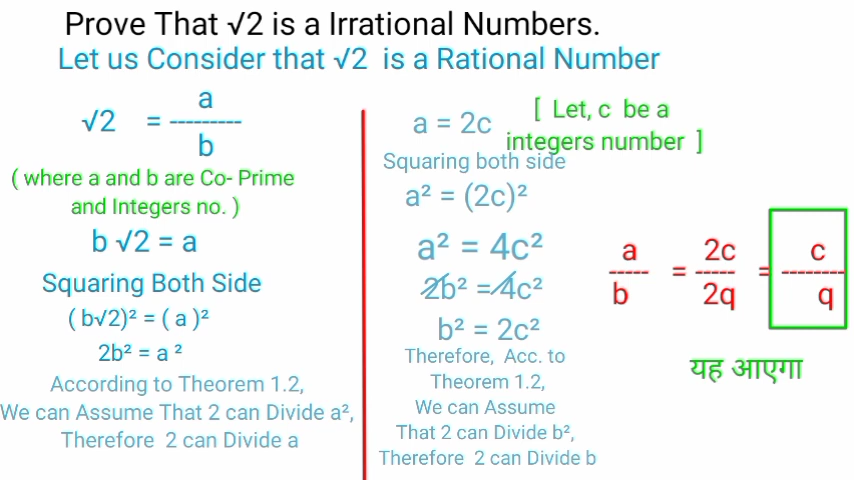 Prove That √2 is a Irrational Numbers.
Let us Consider that √2 is a Rational Number
√2 = a
---------
b
( where a and b are Co- Prime
and Integers no. )
b √2 = a
Squaring Both Side
( b√2)² = ( a )²
2b² = a ²
According to Theorem 1.2,
We can Assume That 2 can Divide a²,
Therefore 2 can Divide a
a = 2c
[ Let, c be a
integers number ]
Squaring both side
a² = (2c)²
a² = 4c²
2b² = 4c²
b² = 2c²
Therefore, Acc. to
Theorem 1.2,
We can Assume
That 2 can Divide b²,
Therefore 2 can Divide b
a 2c c
----- = ----- = --------
b 2q q
यह आएगा